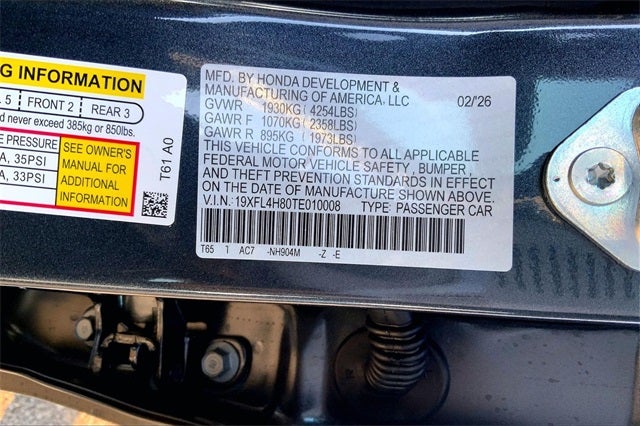 G INFORMATION
5 FRONT 2 REAR 3
d never exceed 385kg or 850lbs.
E PRESSURE
A, 35PSI
A, 33PSI
SEE OWNER'S
MANUAL FOR
ADDITIONAL
INFORMATION
T61 A0
MFD. BY HONDA DEVELOPMENT &
MANUFACTURING OF AMERICA, LLC 02/'26
GVWR 1930KG (4254LBS)
GAWR F 1070KG (2358LBS)
GAWR R 895KG (1973LBS)
THIS VEHICLE CONFORMS TO ALL APPLICABLE
FEDERAL MOTOR VEHICLE SAFETY , BUMPER ,
AND THEFT PREVENTION STANDARDS IN EFFECT
ON THE DATE OF MANUFACTURE SHOWN ABOVE.
V.I.N.: 19XFL4H80TE010008 TYPE: PASSENGER CAR
T65 1 AC7 -NH904M -Z -E